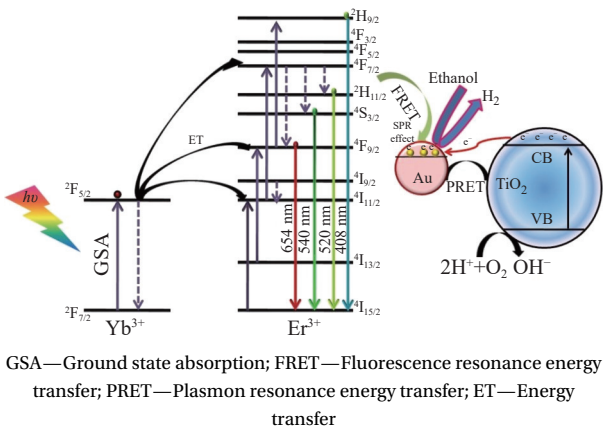 ²H₉/₂
⁴F₃/₂
⁴F₅/₂
⁴F₇/₂
²H₁₁/₂
⁴S₃/₂
⁴F₉/₂
⁴I₉/₂
⁴I₁₁/₂
⁴I₁₃/₂
⁴I₁₅/₂
ET
hν
²F₅/₂
GSA
²F₇/₂
Yb³⁺
Er³⁺
654 nm
540 nm
520 nm
408 nm
FRET
Ethanol
H₂
SPR
effect
e⁻
e e e
Au
PRET
e e e e
CB
TiO₂
VB
2H⁺+O₂ OH⁻
GSA—Ground state absorption; FRET—Fluorescence resonance energy
transfer; PRET—Plasmon resonance energy transfer; ET—Energy
transfer